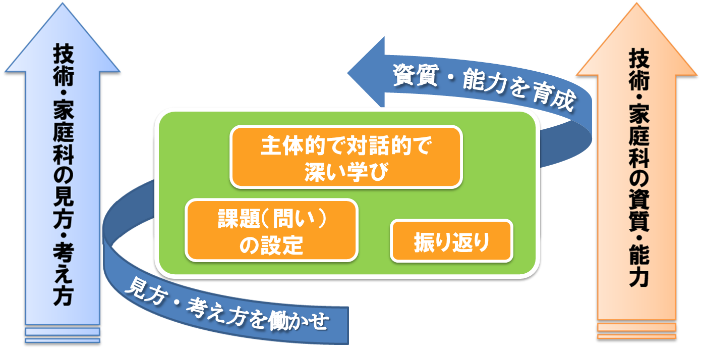 技術・家庭科の見方・考え方
資質・能力を育成
主体的で対話的で
深い学び
課題（問い）
の設定
振り返り
見方・考え方を働かせ
技術・家庭科の資質・能力